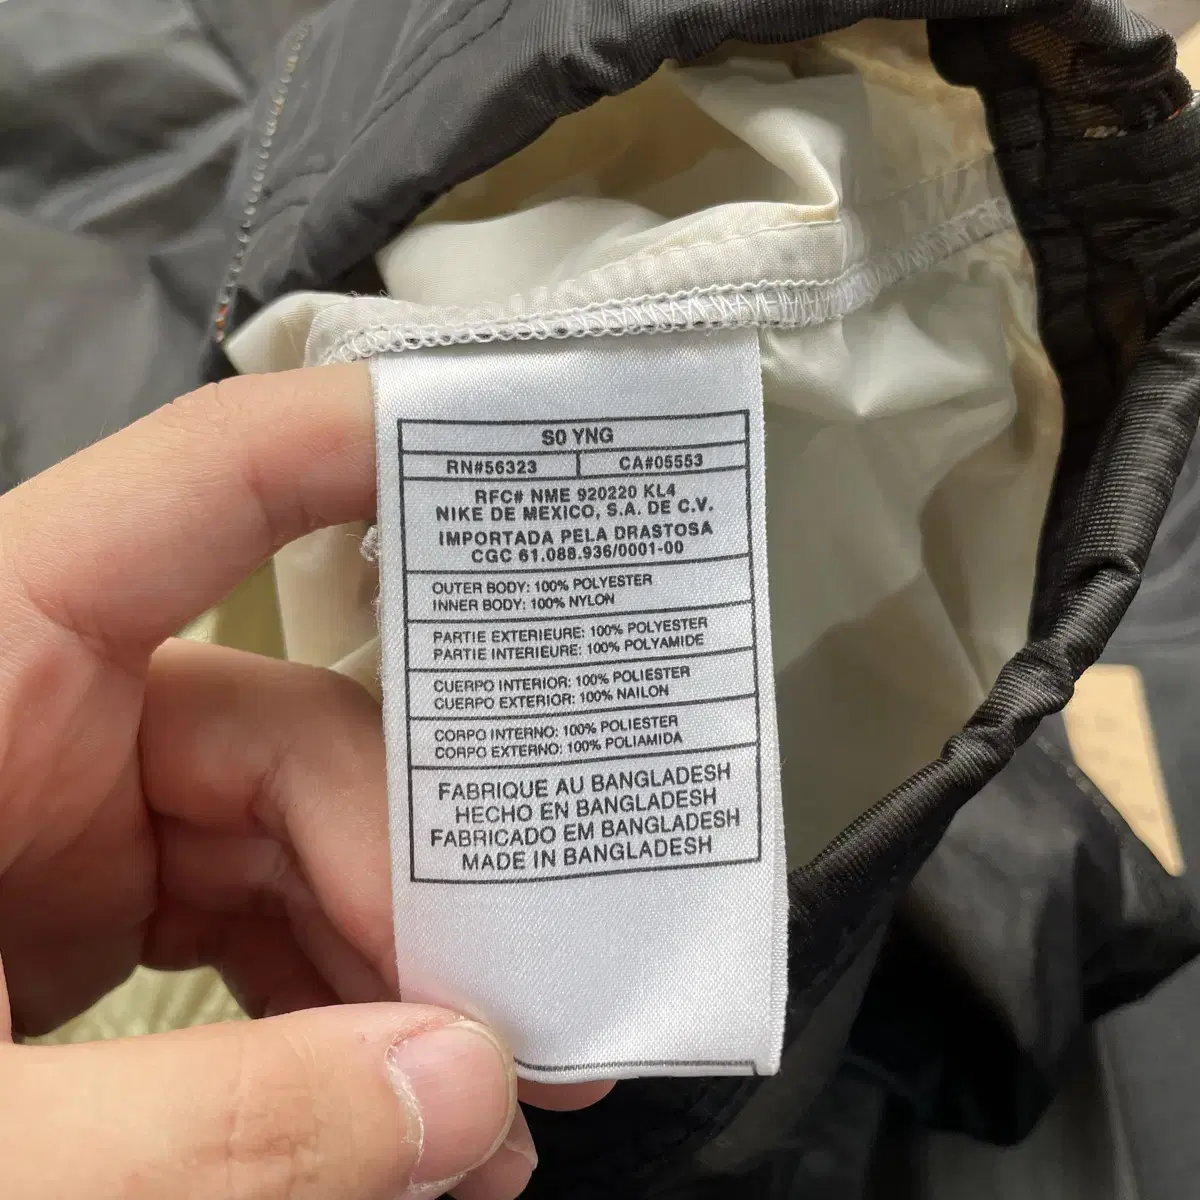 SO YNG
RN#56323 CA#05553
RFC# NME 920220 KL4
NIKE DE MEXICO, S.A. DE C.V.
IMPORTADA PELA DRASTOSA
CGC 61.088.936/0001-00
OUTER BODY: 100% POLYESTER
INNER BODY: 100% NYLON
PARTIE EXTERIEURE: 100% POLYESTER
PARTIE INTERIEURE: 100% POLYAMIDE
CUERPO INTERIOR: 100% POLIESTER
CUERPO EXTERIOR: 100% NAILON
CORPO INTERNO: 100% POLIESTER
CORPO EXTERNO: 100% POLIAMIDA
FABRIQUE AU BANGLADESH
HECHO EN BANGLADESH
FABRICADO EM BANGLADESH
MADE IN BANGLADESH